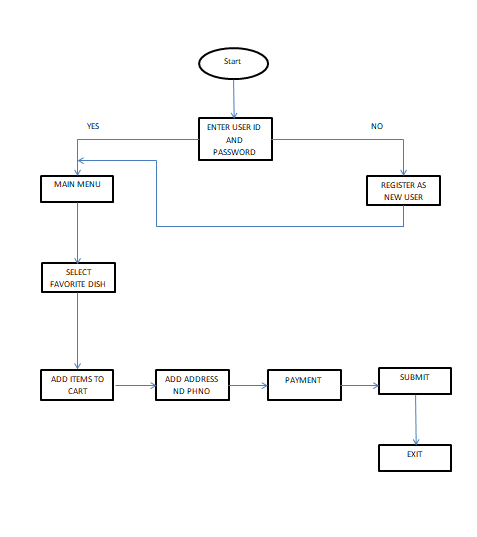 Start
YES
ENTER USER ID
AND
PASSWORD
NO
MAIN MENU
REGISTER AS
NEW USER
SELECT
FAVORITE DISH
ADD ITEMS TO
CART
ADD ADDRESS
ND PHNO
PAYMENT
SUBMIT
EXIT